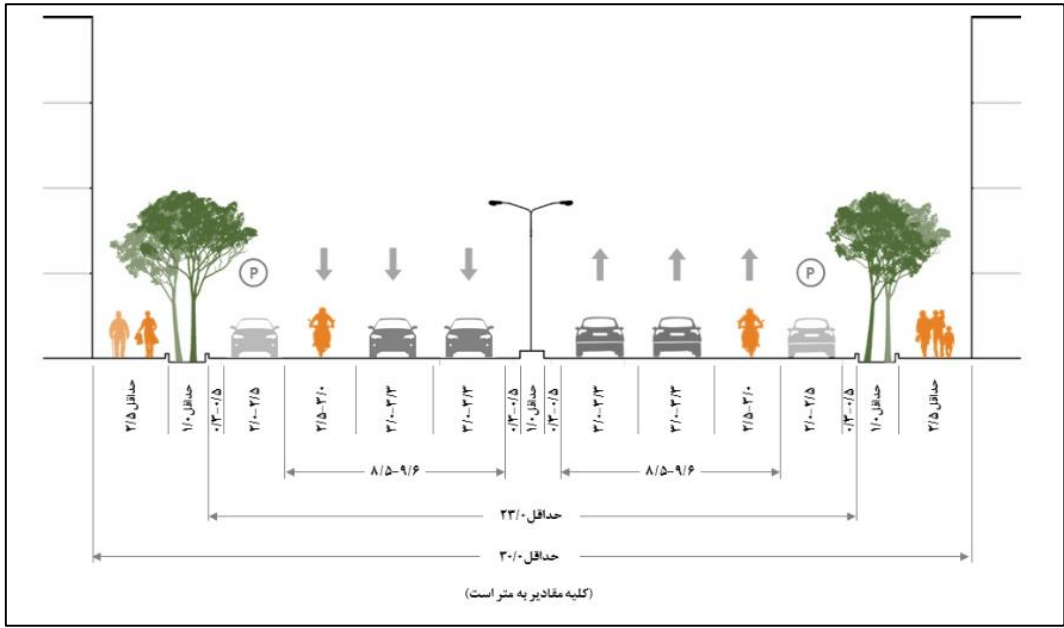 P
P
حداقل ۲/۵
حداقل ۱/۰
۰/۳-۰/۵
۲/۰-۲/۵
۲/۵-۳/۰
۳/۰-۳/۳
۳/۰-۳/۳
۰/۳-۰/۵
حداقل ۱/۰
۰/۳-۰/۵
۳/۰-۳/۳
۳/۰-۳/۳
۲/۵-۳/۰
۲/۰-۲/۵
۰/۳-۰/۵
حداقل ۱/۰
حداقل ۲/۵
۸/۵-۹/۶
۸/۵-۹/۶
حداقل ۲۳/۰
حداقل ۳۰/۰
(کلیه مقادیر به متر است)